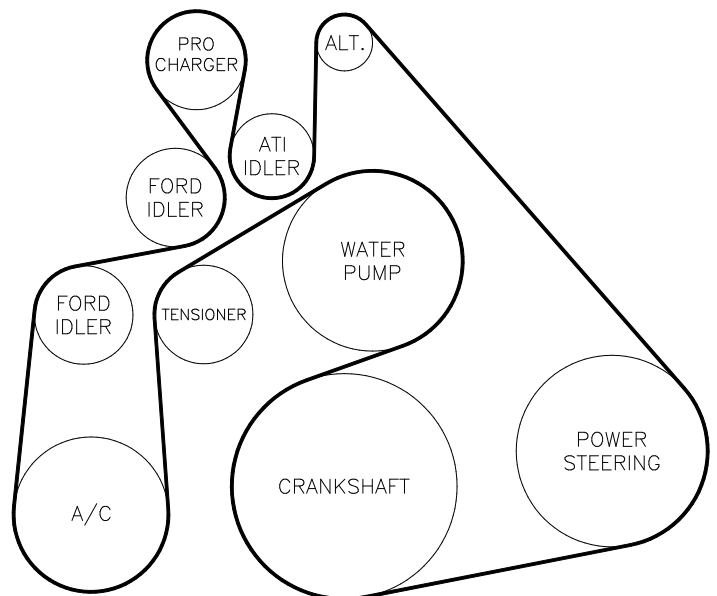 PRO
CHARGER
ALT.
ATI
IDLER
FORD
IDLER
WATER
PUMP
FORD
IDLER
TENSIONER
POWER
STEERING
CRANKSHAFT
A/C